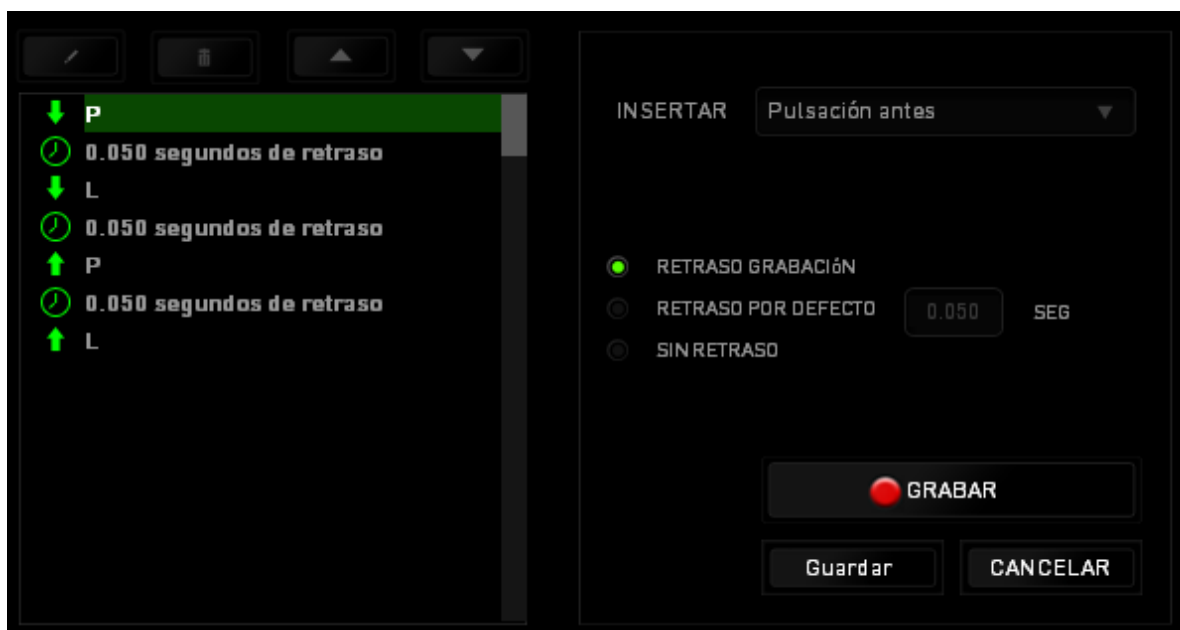 P
0.050 segundos de retraso
L
0.050 segundos de retraso
P
0.050 segundos de retraso
L
INSERTAR Pulsación antes
RETRASO GRABACIóN
RETRASO POR DEFECTO 0.050 SEG
SIN RETRASO
GRABAR
Guardar CANCELAR